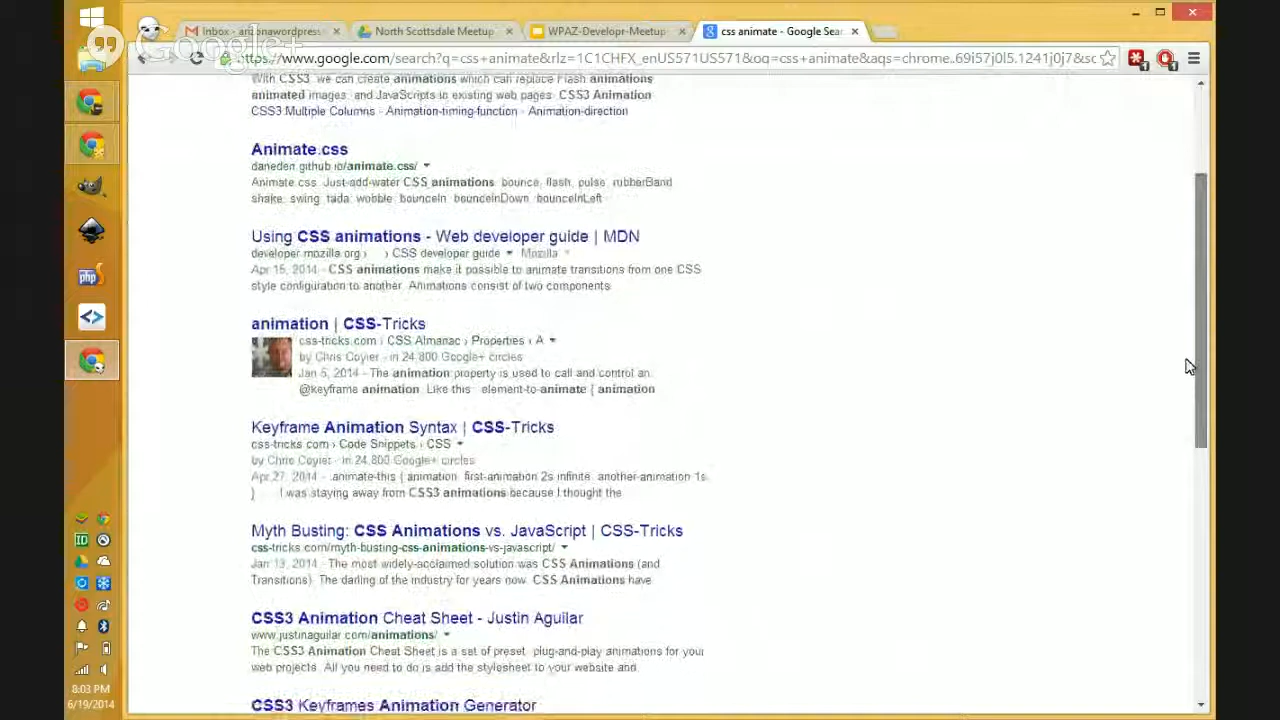 Inbox - arizonawordpress
North Scottsdale Meetup
WPAZ-Developr-Meetup
css animate - Google Sear
Google+
https://www.google.com/search?q=css+animate&rlz=1C1CHFX_enUS571US571&oq=css+animate&aqs=chrome..69i57j0l5.1241j0j7&sc
With CSS3, we can create animations which can replace Flash animations,
animated images, and JavaScripts in existing web pages. CSS3 Animation
CSS3 Multiple Columns - Animation-timing-function - Animation-direction
Animate.css
daneden.github.io/animate.css/
Animate.css. Just-add-water CSS animations. bounce, flash, pulse, rubberBand,
shake, swing, tada, wobble, bounceIn, bounceInDown, bounceInLeft
Using CSS animations - Web developer guide | MDN
developer.mozilla.org › ... › CSS developer guide Mozilla
Apr 15, 2014 - CSS animations make it possible to animate transitions from one CSS
style configuration to another. Animations consist of two components
animation | CSS-Tricks
css-tricks.com › CSS Almanac › Properties › A
by Chris Coyier - in 24,800 Google+ circles
Jan 5, 2014 - The animation property is used to call and control an
@keyframe animation. Like this: .element-to-animate { animation
Keyframe Animation Syntax | CSS-Tricks
css-tricks.com › Code Snippets › CSS
by Chris Coyier - in 24,800 Google+ circles
Apr 27, 2014 - .animate-this { animation: first-animation 2s infinite, another-animation 1s;
} ... I was staying away from CSS3 animations because I thought the
Myth Busting: CSS Animations vs. JavaScript | CSS-Tricks
css-tricks.com/myth-busting-css-animations-vs-javascript/
Jan 13, 2014 - The most widely-acclaimed solution was CSS Animations (and
Transitions). The darling of the industry for years now, CSS Animations have
CSS3 Animation Cheat Sheet - Justin Aguilar
www.justinaguilar.com/animations/
The CSS3 Animation Cheat Sheet is a set of preset, plug-and-play animations for your
web projects. All you need to do is add the stylesheet to your website and
CSS3 Keyframes Animation Generator
php
ID
8:03 PM
6/19/2014